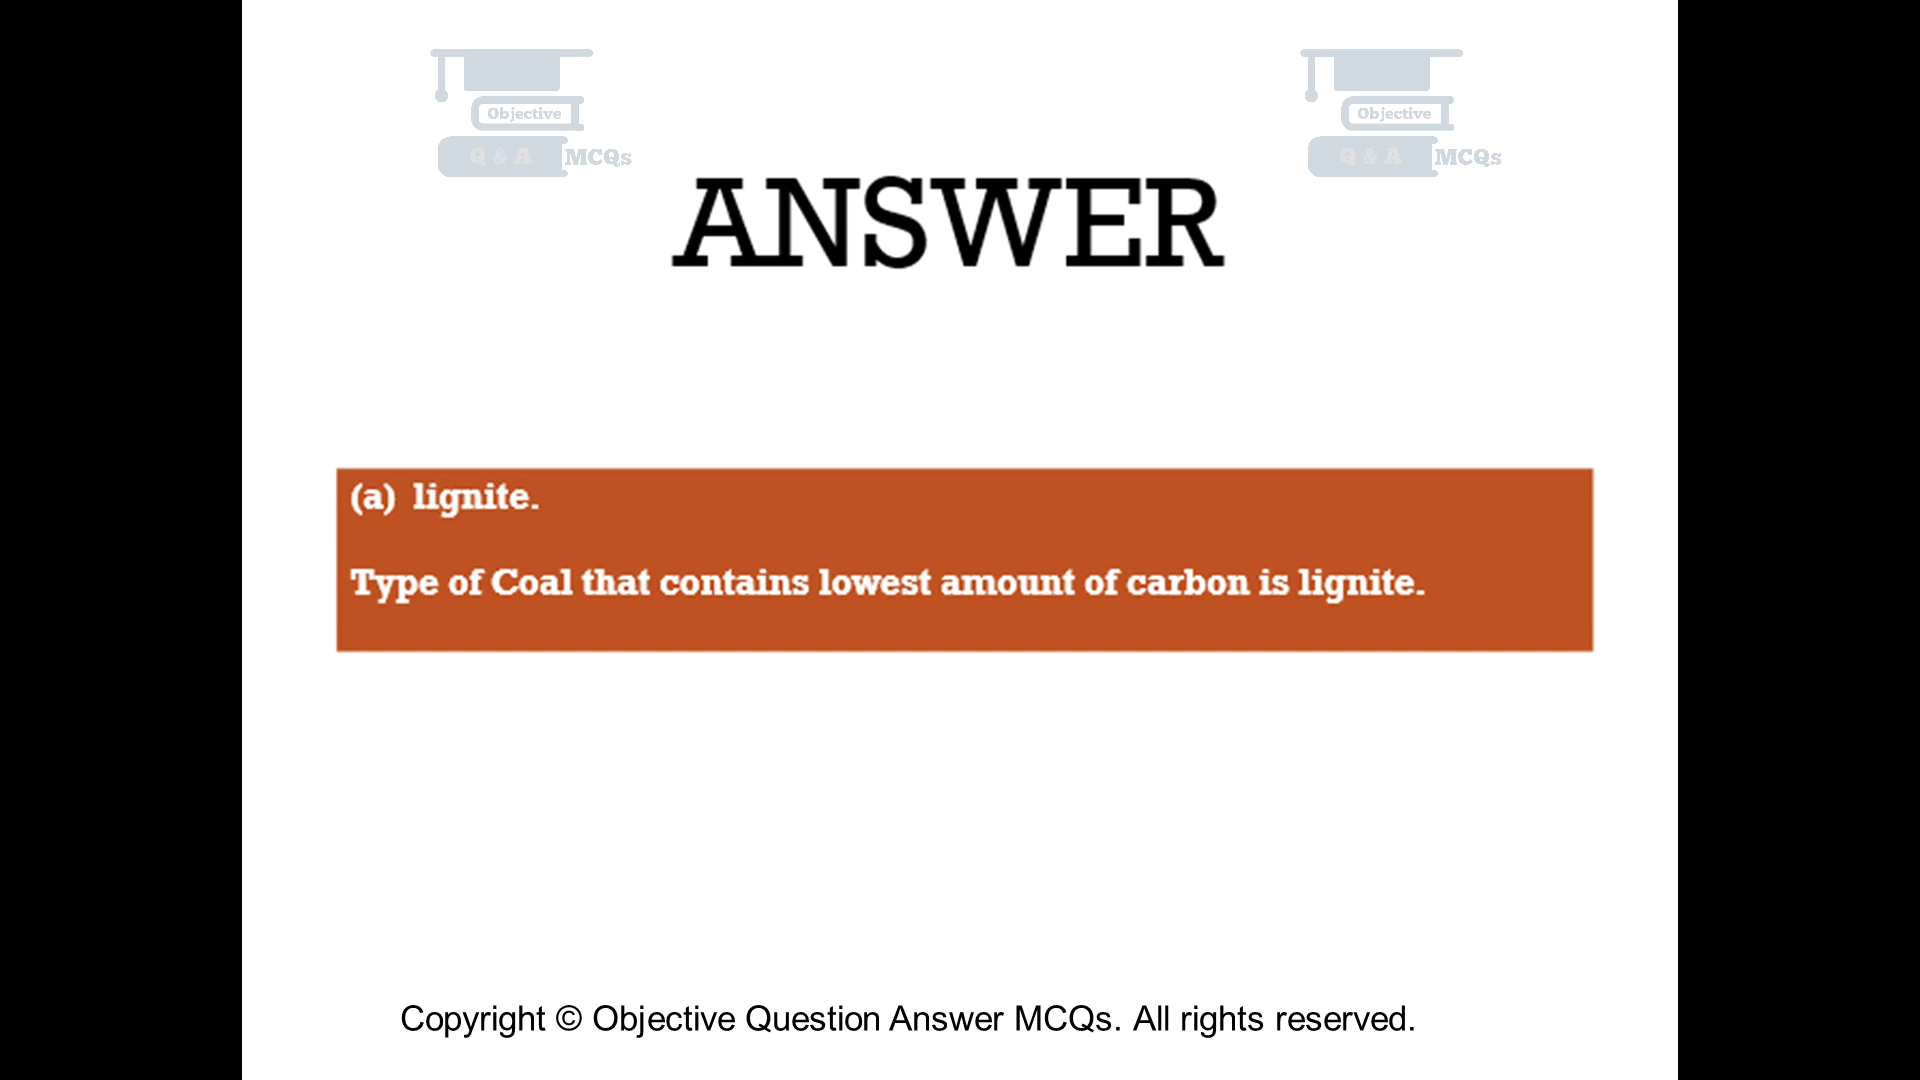 Objective
Q & A MCQs
Objective
Q & A MCQs
ANSWER
(a) lignite.
Type of Coal that contains lowest amount of carbon is lignite.
Copyright © Objective Question Answer MCQs. All rights reserved.